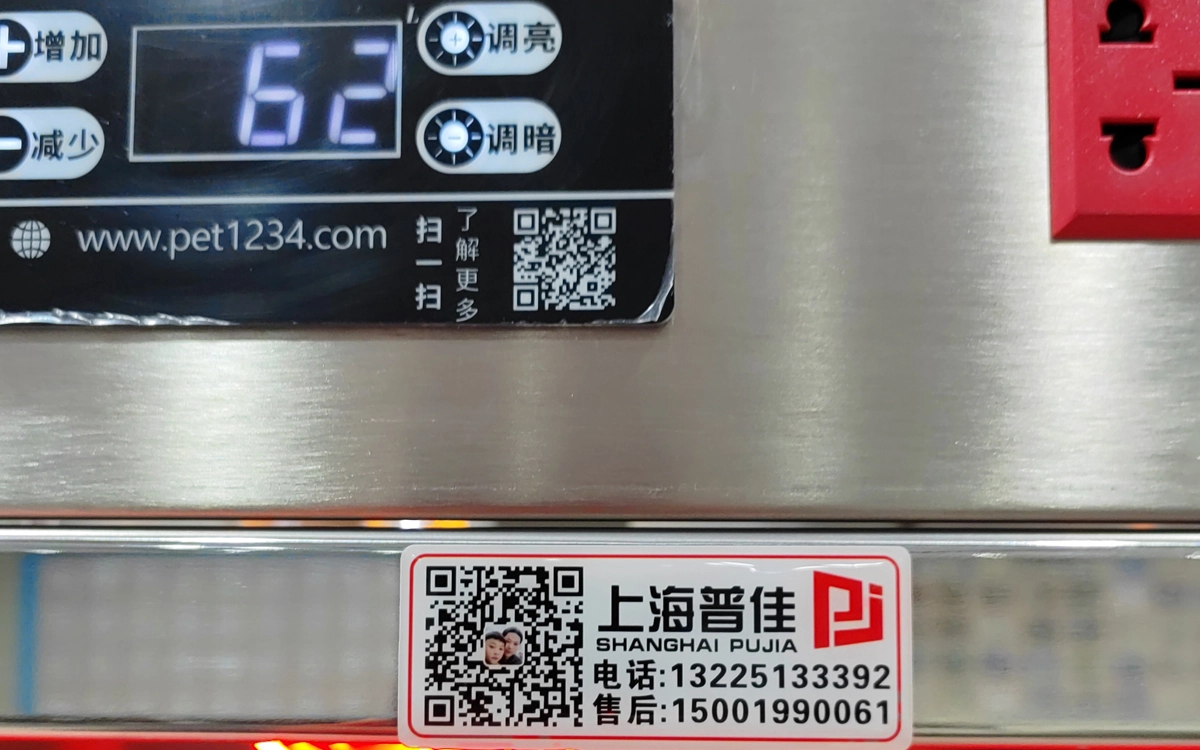 增加
62
调亮
减少
调暗
www.pet1234.com
扫一扫
了解更多
上海普佳
PJ
SHANGHAI PUJIA
电话:13225133392
售后:15001990061